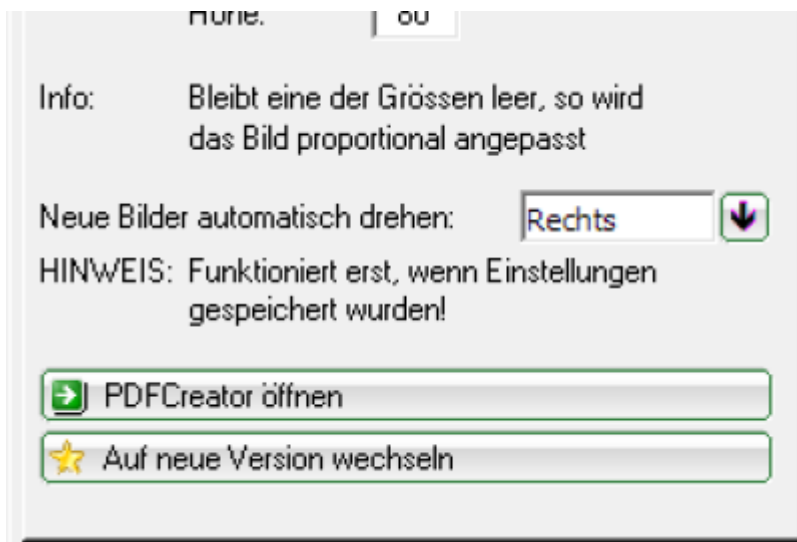 Info: Bleibt eine der Grössen leer, so wird
das Bild proportional angepasst
Neue Bilder automatisch drehen: Rechts
HINWEIS: Funktioniert erst, wenn Einstellungen
gespeichert wurden!
PDFCreator öffnen
Auf neue Version wechseln